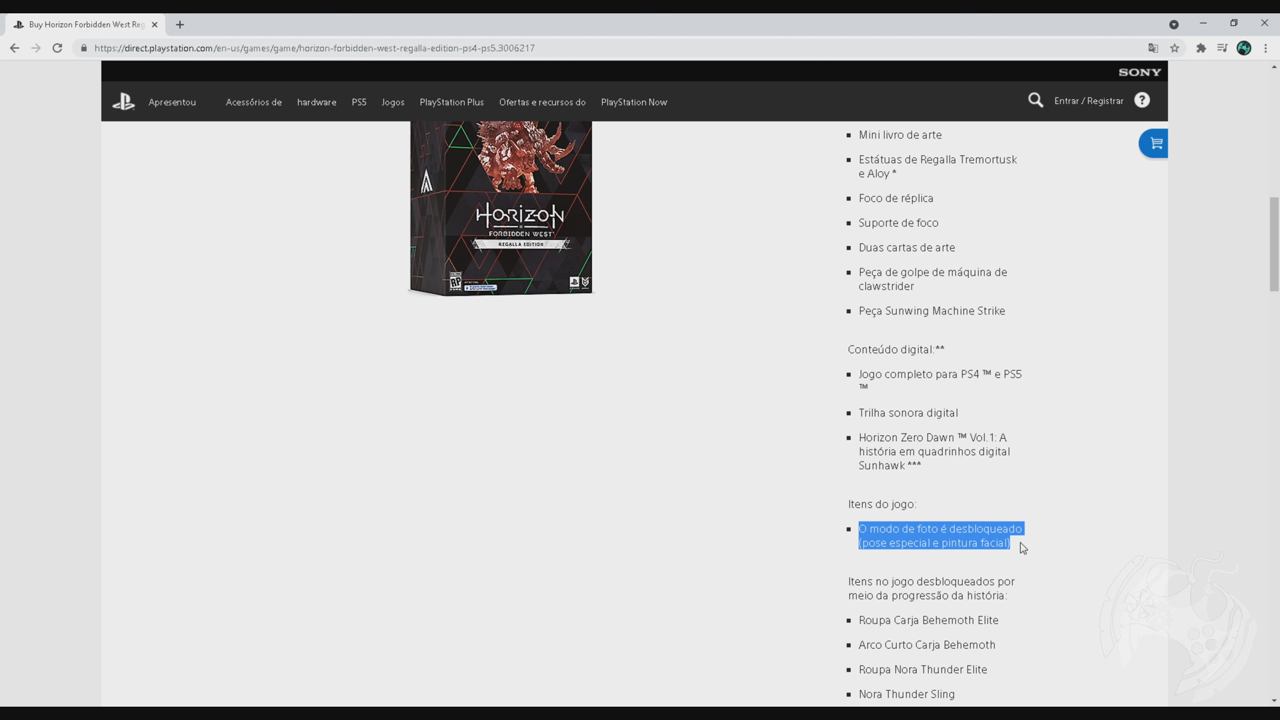 Buy Horizon Forbidden West Reg
https://direct.playstation.com/en-us/games/game/horizon-forbidden-west-regalla-edition-ps4-ps5.3006217
SONY
Apresentou Acessórios de hardware PS5 Jogos PlayStation Plus Ofertas e recursos do PlayStation Now Entrar / Registrar ?
HORIZON
FORBIDDEN WEST
REGALLA EDITION
Mini livro de arte
Estátuas de Regalla Tremortusk
e Aloy *
Foco de réplica
Suporte de foco
Duas cartas de arte
Peça de golpe de máquina de
clawstrider
Peça Sunwing Machine Strike
Conteúdo digital:**
Jogo completo para PS4 ™ e PS5
™
Trilha sonora digital
Horizon Zero Dawn ™ Vol.1: A
história em quadrinhos digital
Sunhawk ***
Itens do jogo:
O modo de foto é desbloqueado
(pose especial e pintura facial)
Itens no jogo desbloqueados por
meio da progressão da história:
Roupa Carja Behemoth Elite
Arco Curto Carja Behemoth
Roupa Nora Thunder Elite
Nora Thunder Sling